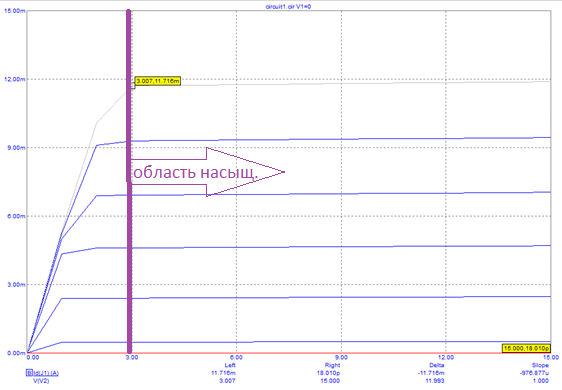 circuit1.cir V1=0
15.00m
12.00m
3.007,11.716m
9.00m
область насыщ.
6.00m
3.00m
15.000,18.010p
0.00m
0.00 3.00 6.00 9.00 12.00 15.00
Id(J1) (A) Left Right Delta Slope
11.716m 18.010p -11.716m -976.877u
V(V2) 3.007 15.000 11.993 1.000